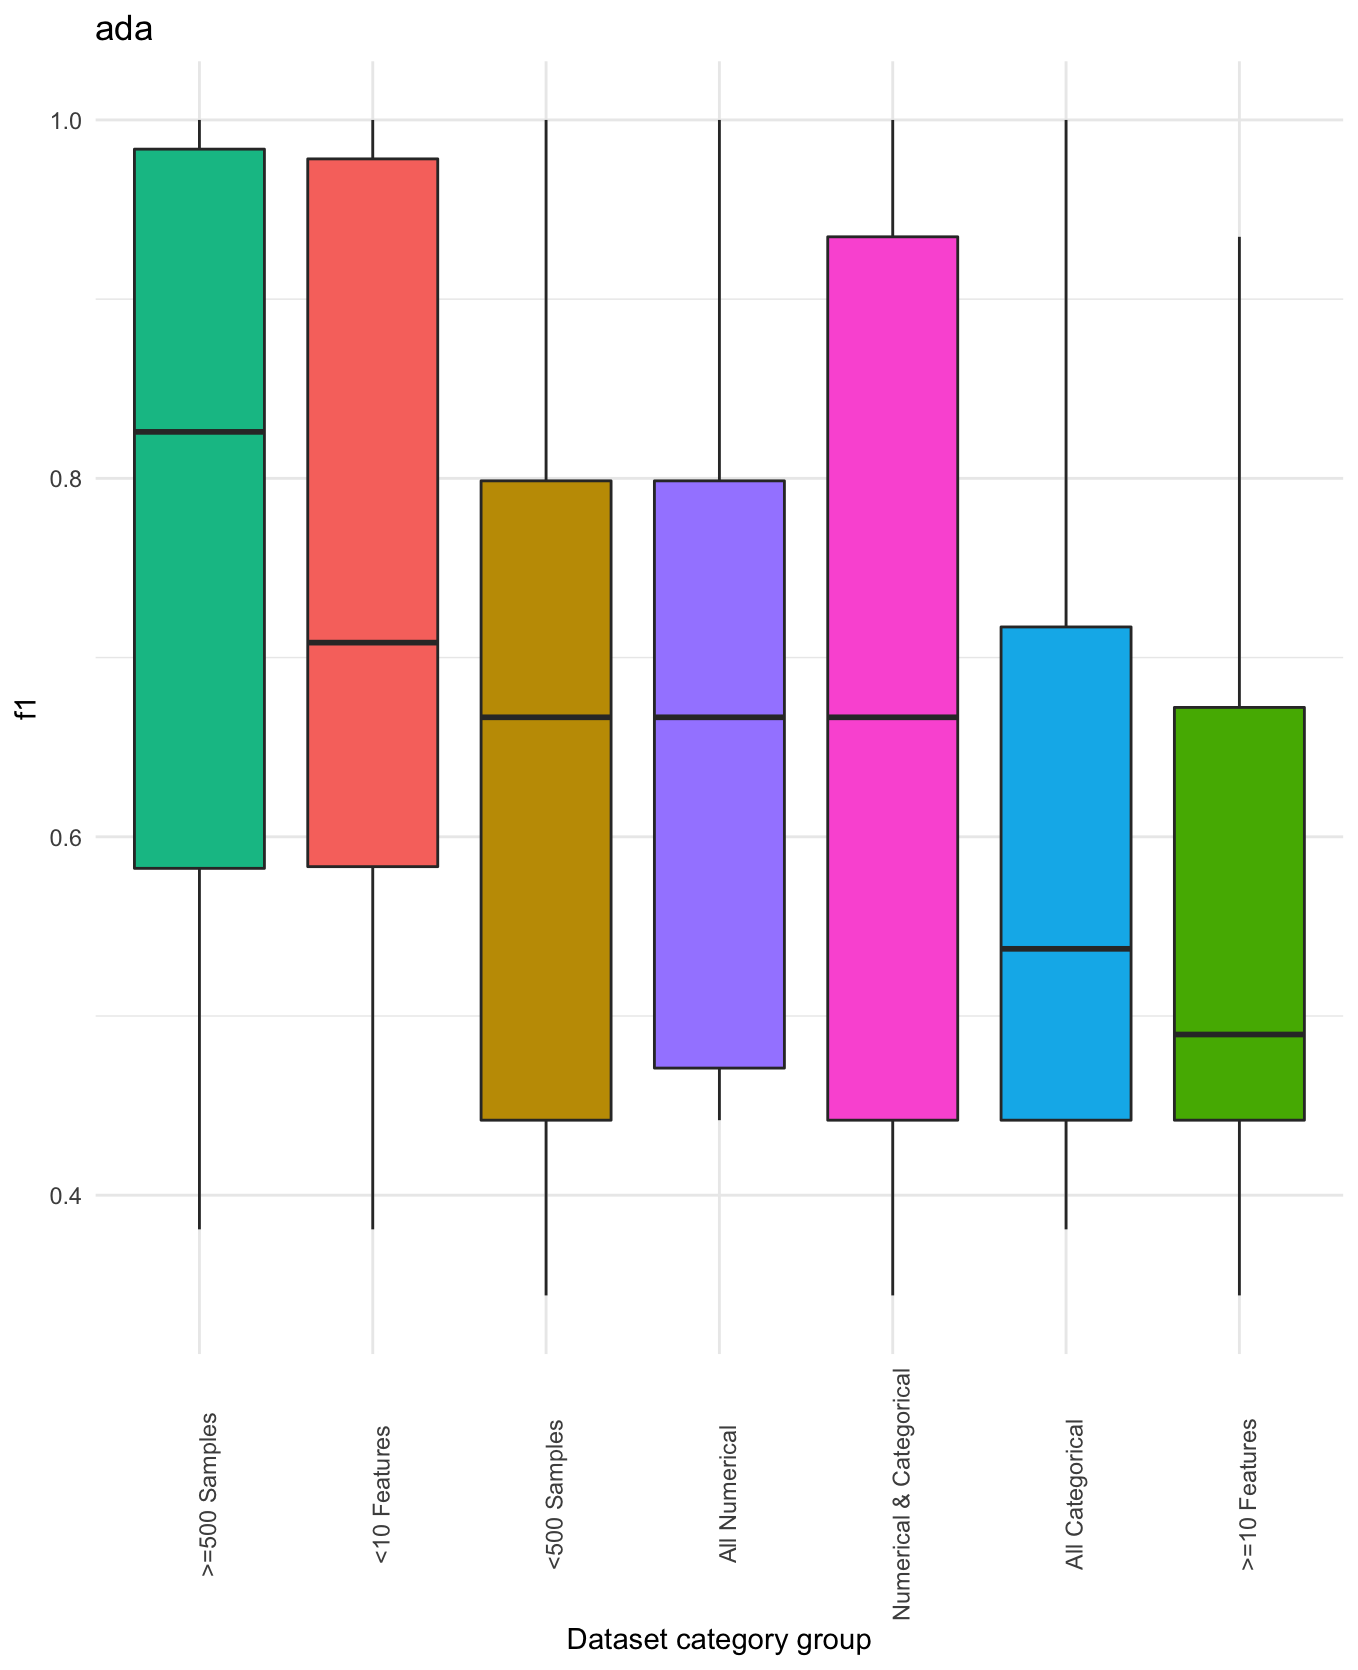 ada
1.0
0.8
0.6
0.4
f1
>=500 Samples
<10 Features
<500 Samples
All Numerical
Numerical & Categorical
All Categorical
>=10 Features
Dataset category group